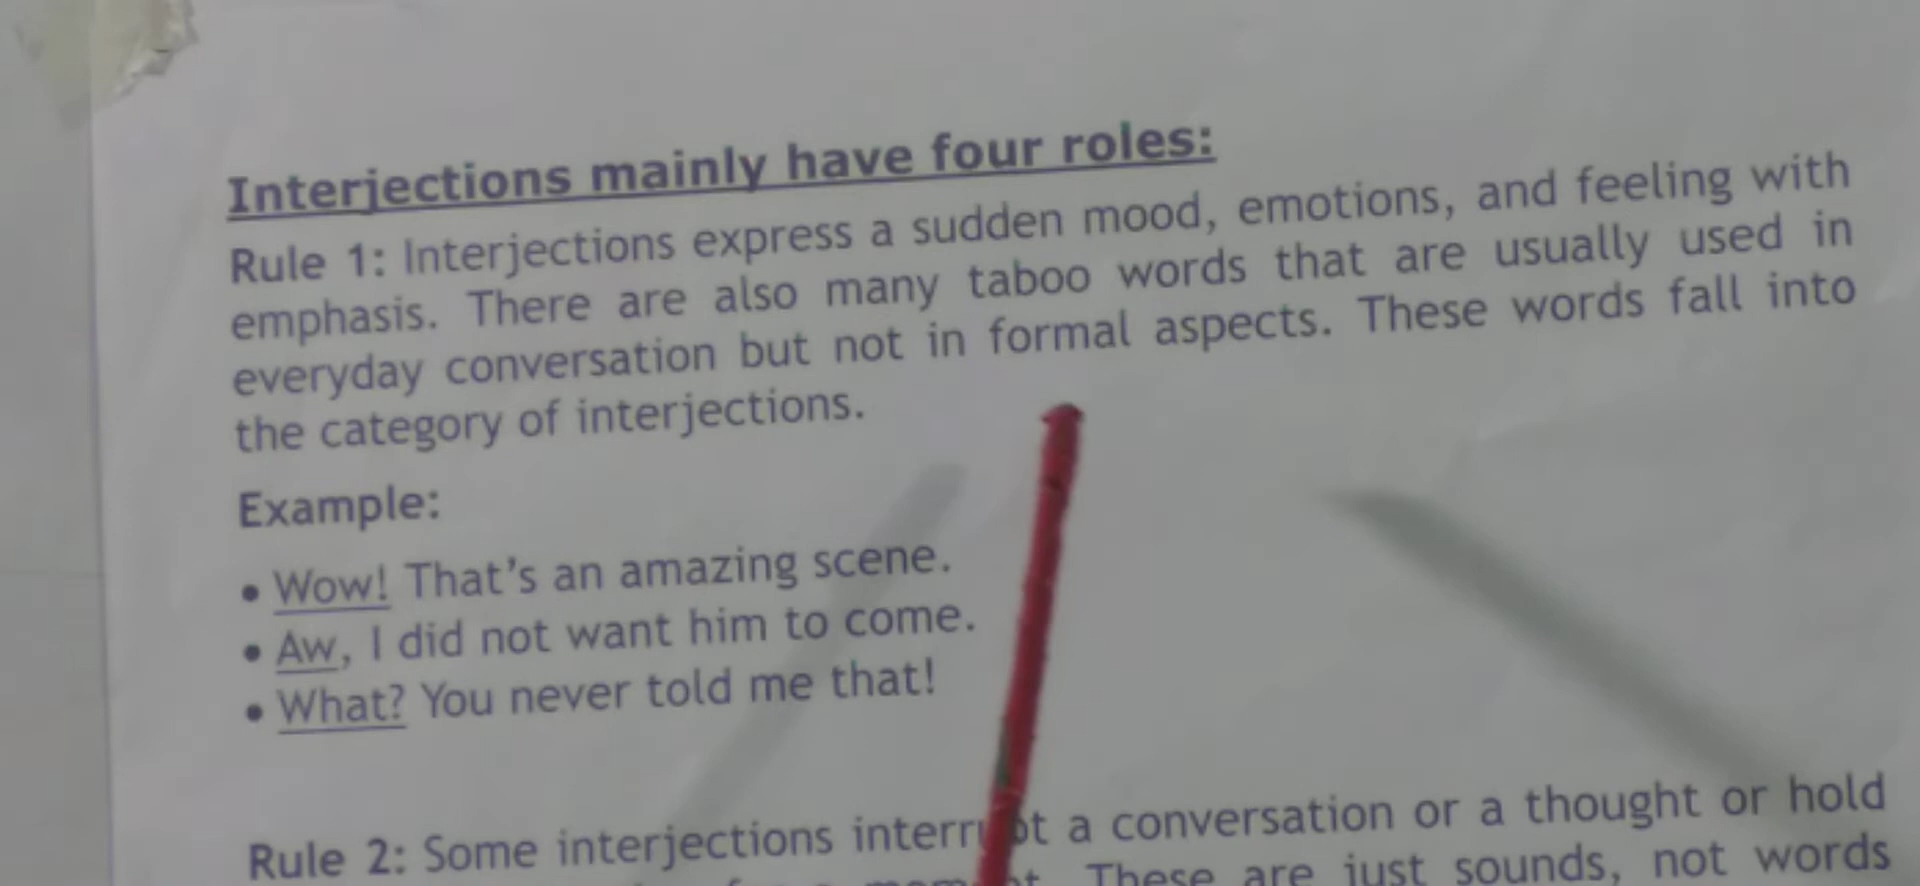 Interjections mainly have four roles:
Rule 1: Interjections express a sudden mood, emotions, and feeling with
emphasis. There are also many taboo words that are usually used in
everyday conversation but not in formal aspects. These words fall into
the category of interjections.
Example:
• Wow! That's an amazing scene.
• Aw, I did not want him to come.
• What? You never told me that!
Rule 2: Some interjections interrupt a conversation or a thought or hold
These are just sounds, not words